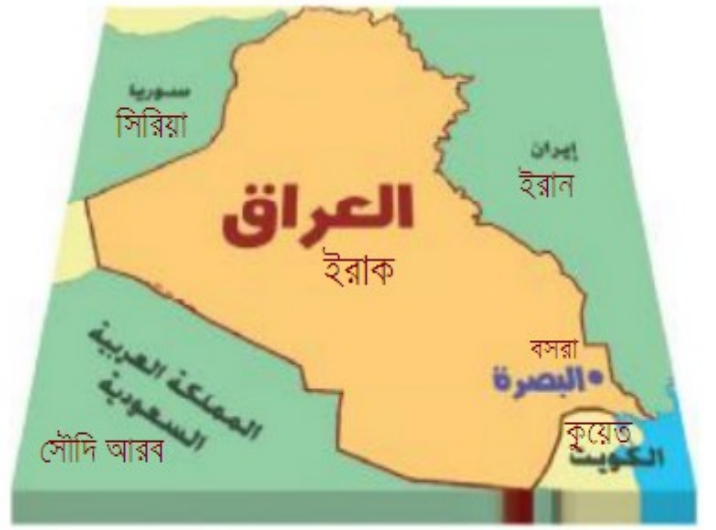 سوريا
সিরিয়া
إيران
ইরান
العراق
ইরাক
বসরা
البصرة
المملكة العربية
السعودية
সৌদি আরব
কুয়েত
الكويت